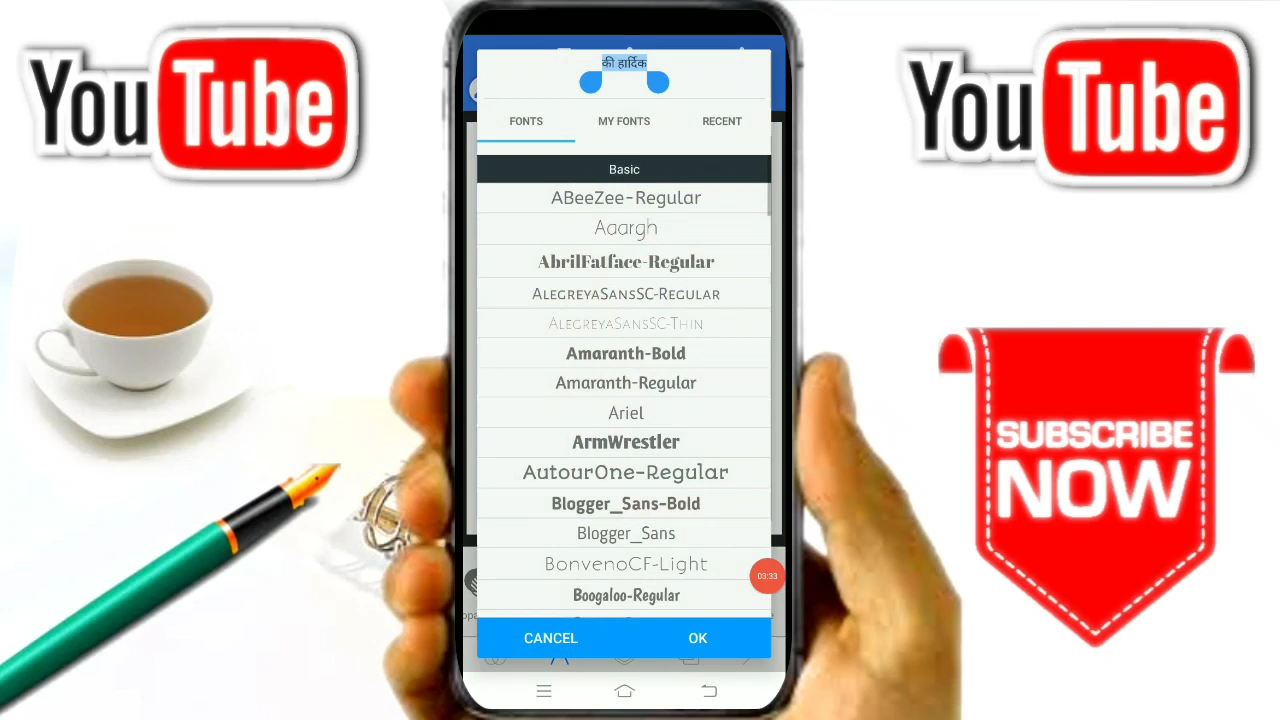 YouTube
YouTube
की हार्दिक
FONTS MY FONTS RECENT
Basic
ABeeZee-Regular
Aaargh
AbrilFatface-Regular
AlegreyaSansSC-Regular
AlegreyaSansSC-Thin
Amaranth-Bold
Amaranth-Regular
Ariel
ArmWrestler
AutourOne-Regular
Blogger_Sans-Bold
Blogger_Sans
BonvenoCF-Light
03:33
Boogaloo-Regular
CANCEL OK
SUBSCRIBE
NOW